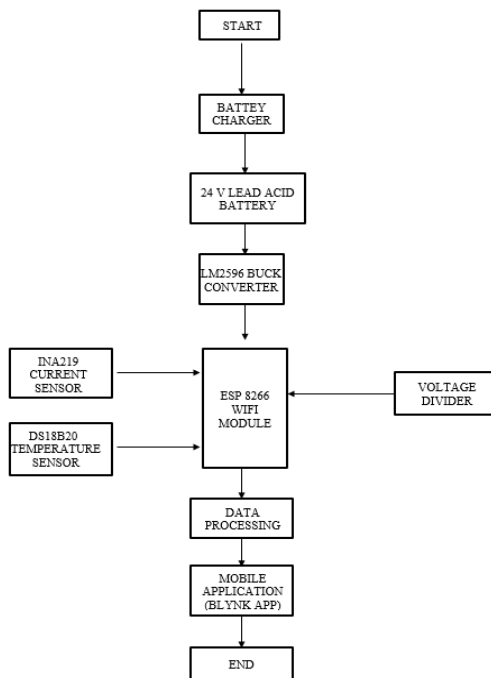 START
BATTEY
CHARGER
24 V LEAD ACID
BATTERY
LM2596 BUCK
CONVERTER
INA219
CURRENT
SENSOR
ESP 8266
WIFI
MODULE
VOLTAGE
DIVIDER
DS18B20
TEMPERATURE
SENSOR
DATA
PROCESSING
MOBILE
APPLICATION
(BLYNK APP)
END